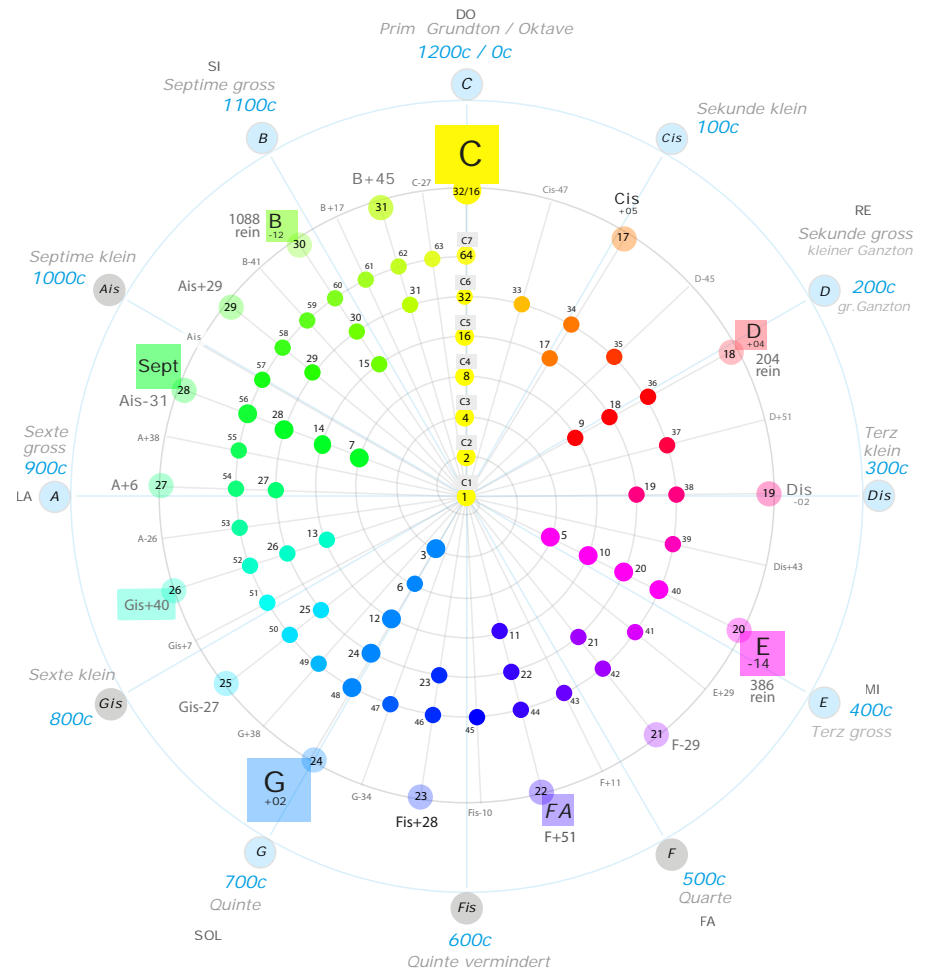 DO
Prim Grundton / Oktave
1200c / 0c
C
SI
Septime gross
1100c
B
Sekunde klein
100c
Cis
C
32/16
B+45
31
C-27
Cis-47
Cis
+05
17
B+17
1088
rein
B
-12
30
RE
Sekunde gross
kleiner Ganzton
200c
gr.Ganzton
D
Septime klein
1000c
Ais
B-41
Ais+29
29
D-45
D
+04
18
204
rein
C7
64
63
62
61
60
59
58
57
56
55
54
53
52
51
50
49
48
47
46
45
44
43
42
41
40
39
38
37
36
35
34
33
C6
32
31
30
29
28
27
26
25
24
23
22
21
20
19
18
17
C5
16
15
14
13
12
11
10
9
C4
8
7
6
5
C3
4
3
C2
2
C1
1
Ais
Sept
28
Ais-31
D+51
A+38
Sexte
gross
900c
LA
A
A+6
27
Terz
klein
300c
Dis
19
Dis
-02
A-26
Dis+43
26
Gis+40
Gis+7
20
E
-14
386
rein
Sexte klein
Gis
800c
25
Gis-27
E+29
MI
E
400c
Terz gross
G+38
21
F-29
24
G
+02
G-34
23
Fis+28
Fis-10
22
FA
F+51
F+11
G
700c
Quinte
SOL
F
500c
Quarte
FA
Fis
600c
Quinte vermindert